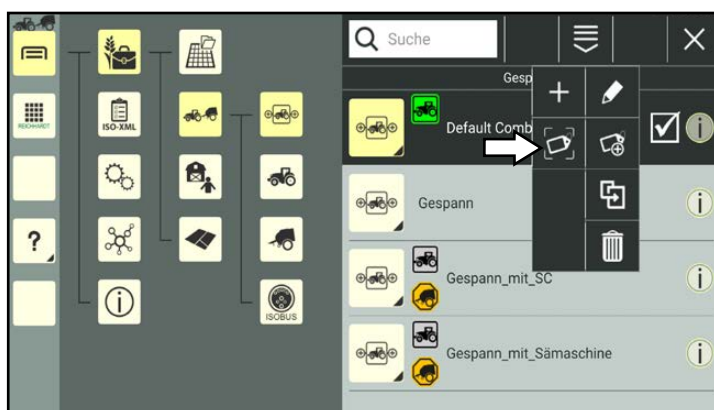 Suche
Gesp
REICHHARDT
ISO-XML
Default Comb
Gespann
?
Gespann_mit_SC
ISOBUS
Gespann_mit_Sämaschine